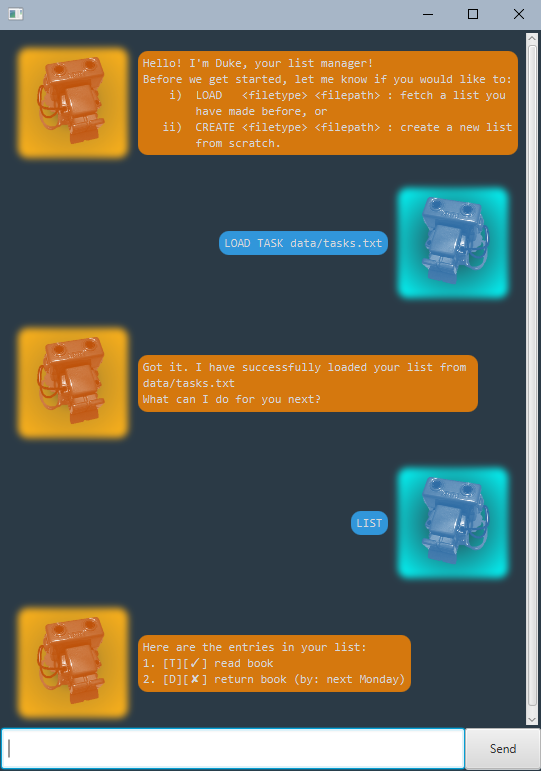 Hello! I'm Duke, your list manager!
Before we get started, let me know if you would like to:
i) LOAD <filetype> <filepath> : fetch a list you
have made before, or
ii) CREATE <filetype> <filepath> : create a new list
from scratch.
LOAD TASK data/tasks.txt
Got it. I have successfully loaded your list from
data/tasks.txt
What can I do for you next?
LIST
Here are the entries in your list:
1. [T][✓] read book
2. [D][✘] return book (by: next Monday)
Send